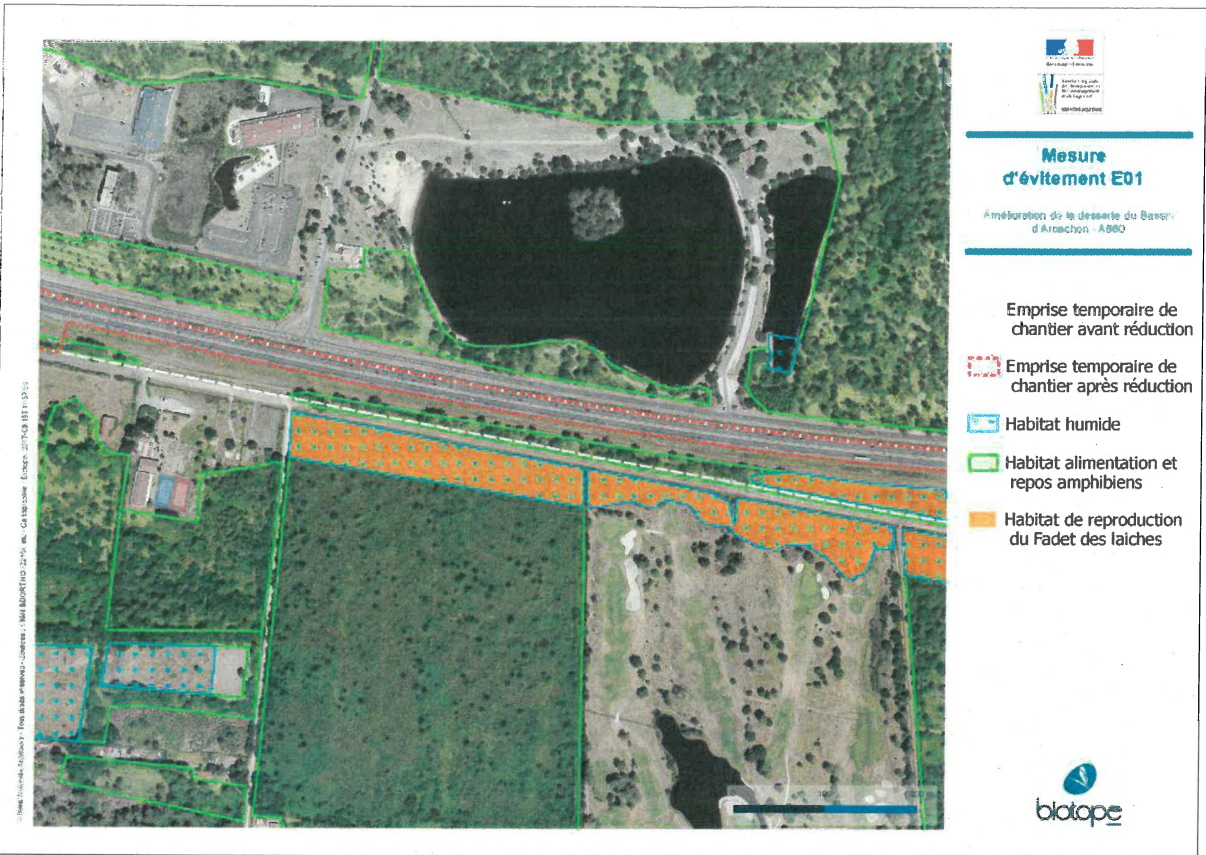 Mesure
d'évitement E01
Amélioration de la desserte du Bassin
d'Arcachon - A660
Emprise temporaire de
chantier avant réduction
Emprise temporaire de
chantier après réduction
Habitat humide
Habitat alimentation et
repos amphibiens
Habitat de reproduction
du Fadet des laiches
biotope